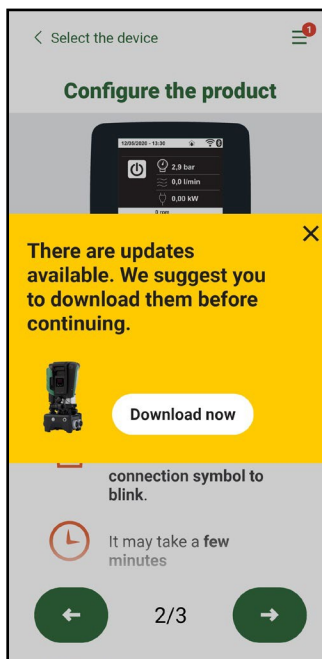 Select the device
1
Configure the product
12/05/2020 - 13:30
2,9 bar
0,0 l/min
0,00 kW
0 mm
There are updates
available. We suggest you
to download them before
continuing.
Download now
connection symbol to
blink.
It may take a few
minutes
2/3